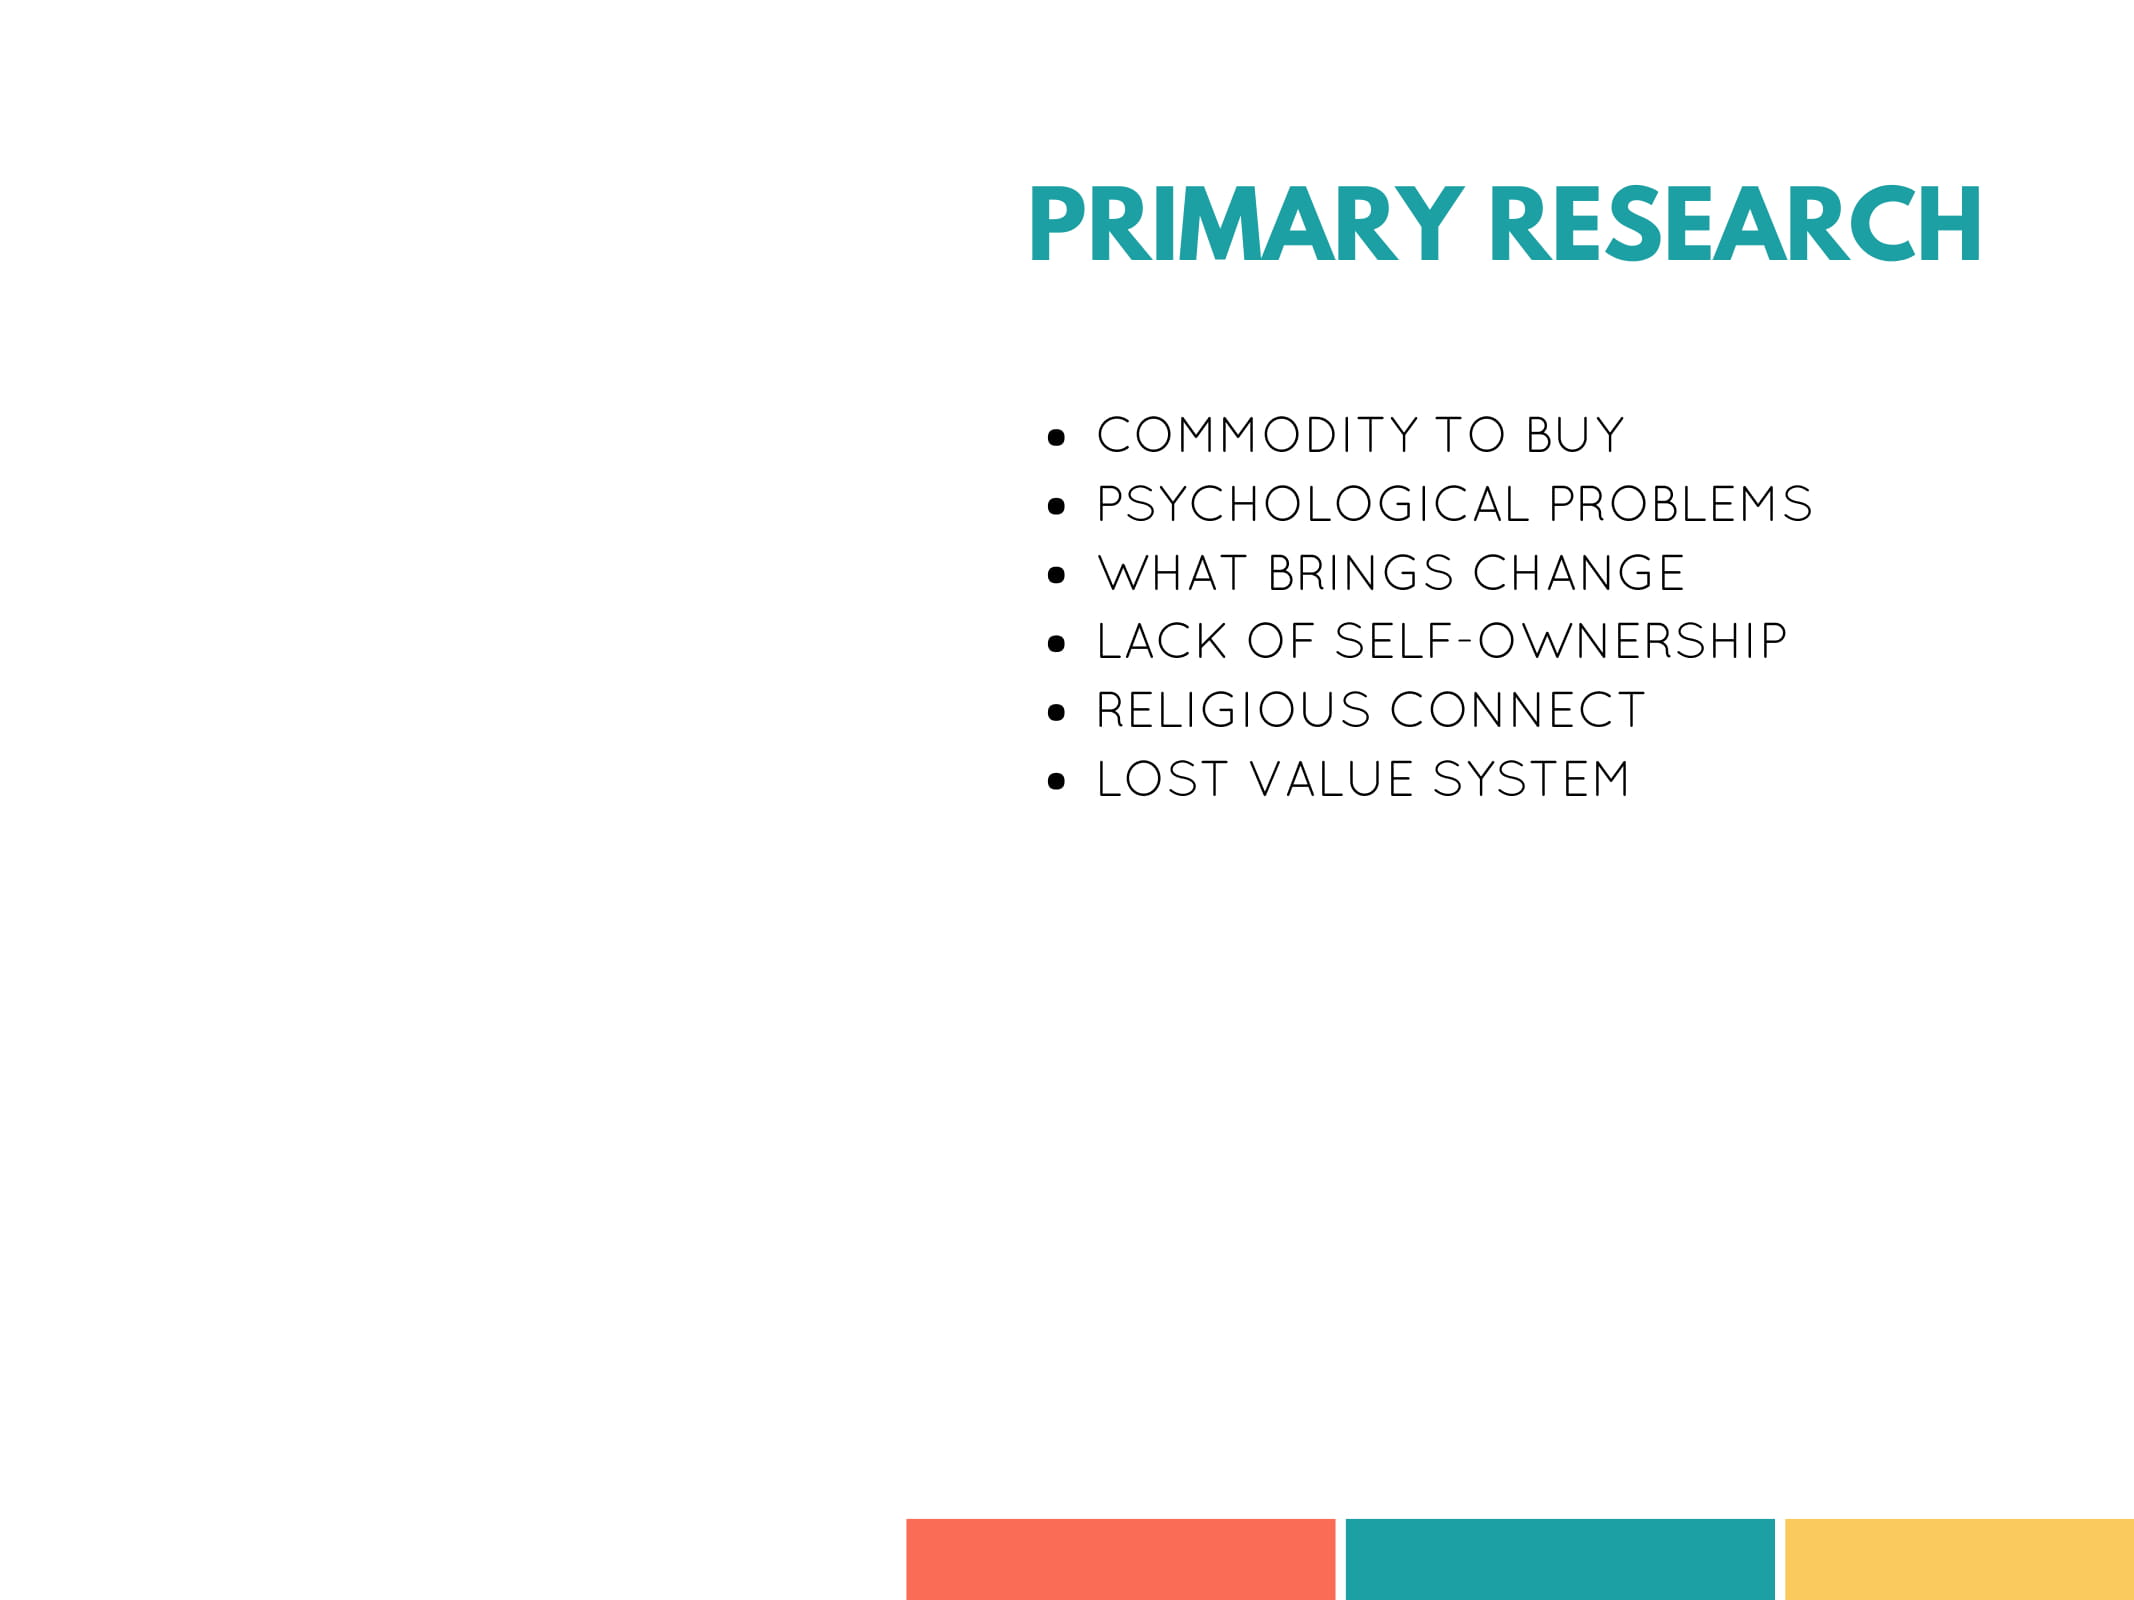 PRIMARY RESEARCH
• COMMODITY TO BUY
• PSYCHOLOGICAL PROBLEMS
• WHAT BRINGS CHANGE
• LACK OF SELF-OWNERSHIP
• RELIGIOUS CONNECT
• LOST VALUE SYSTEM